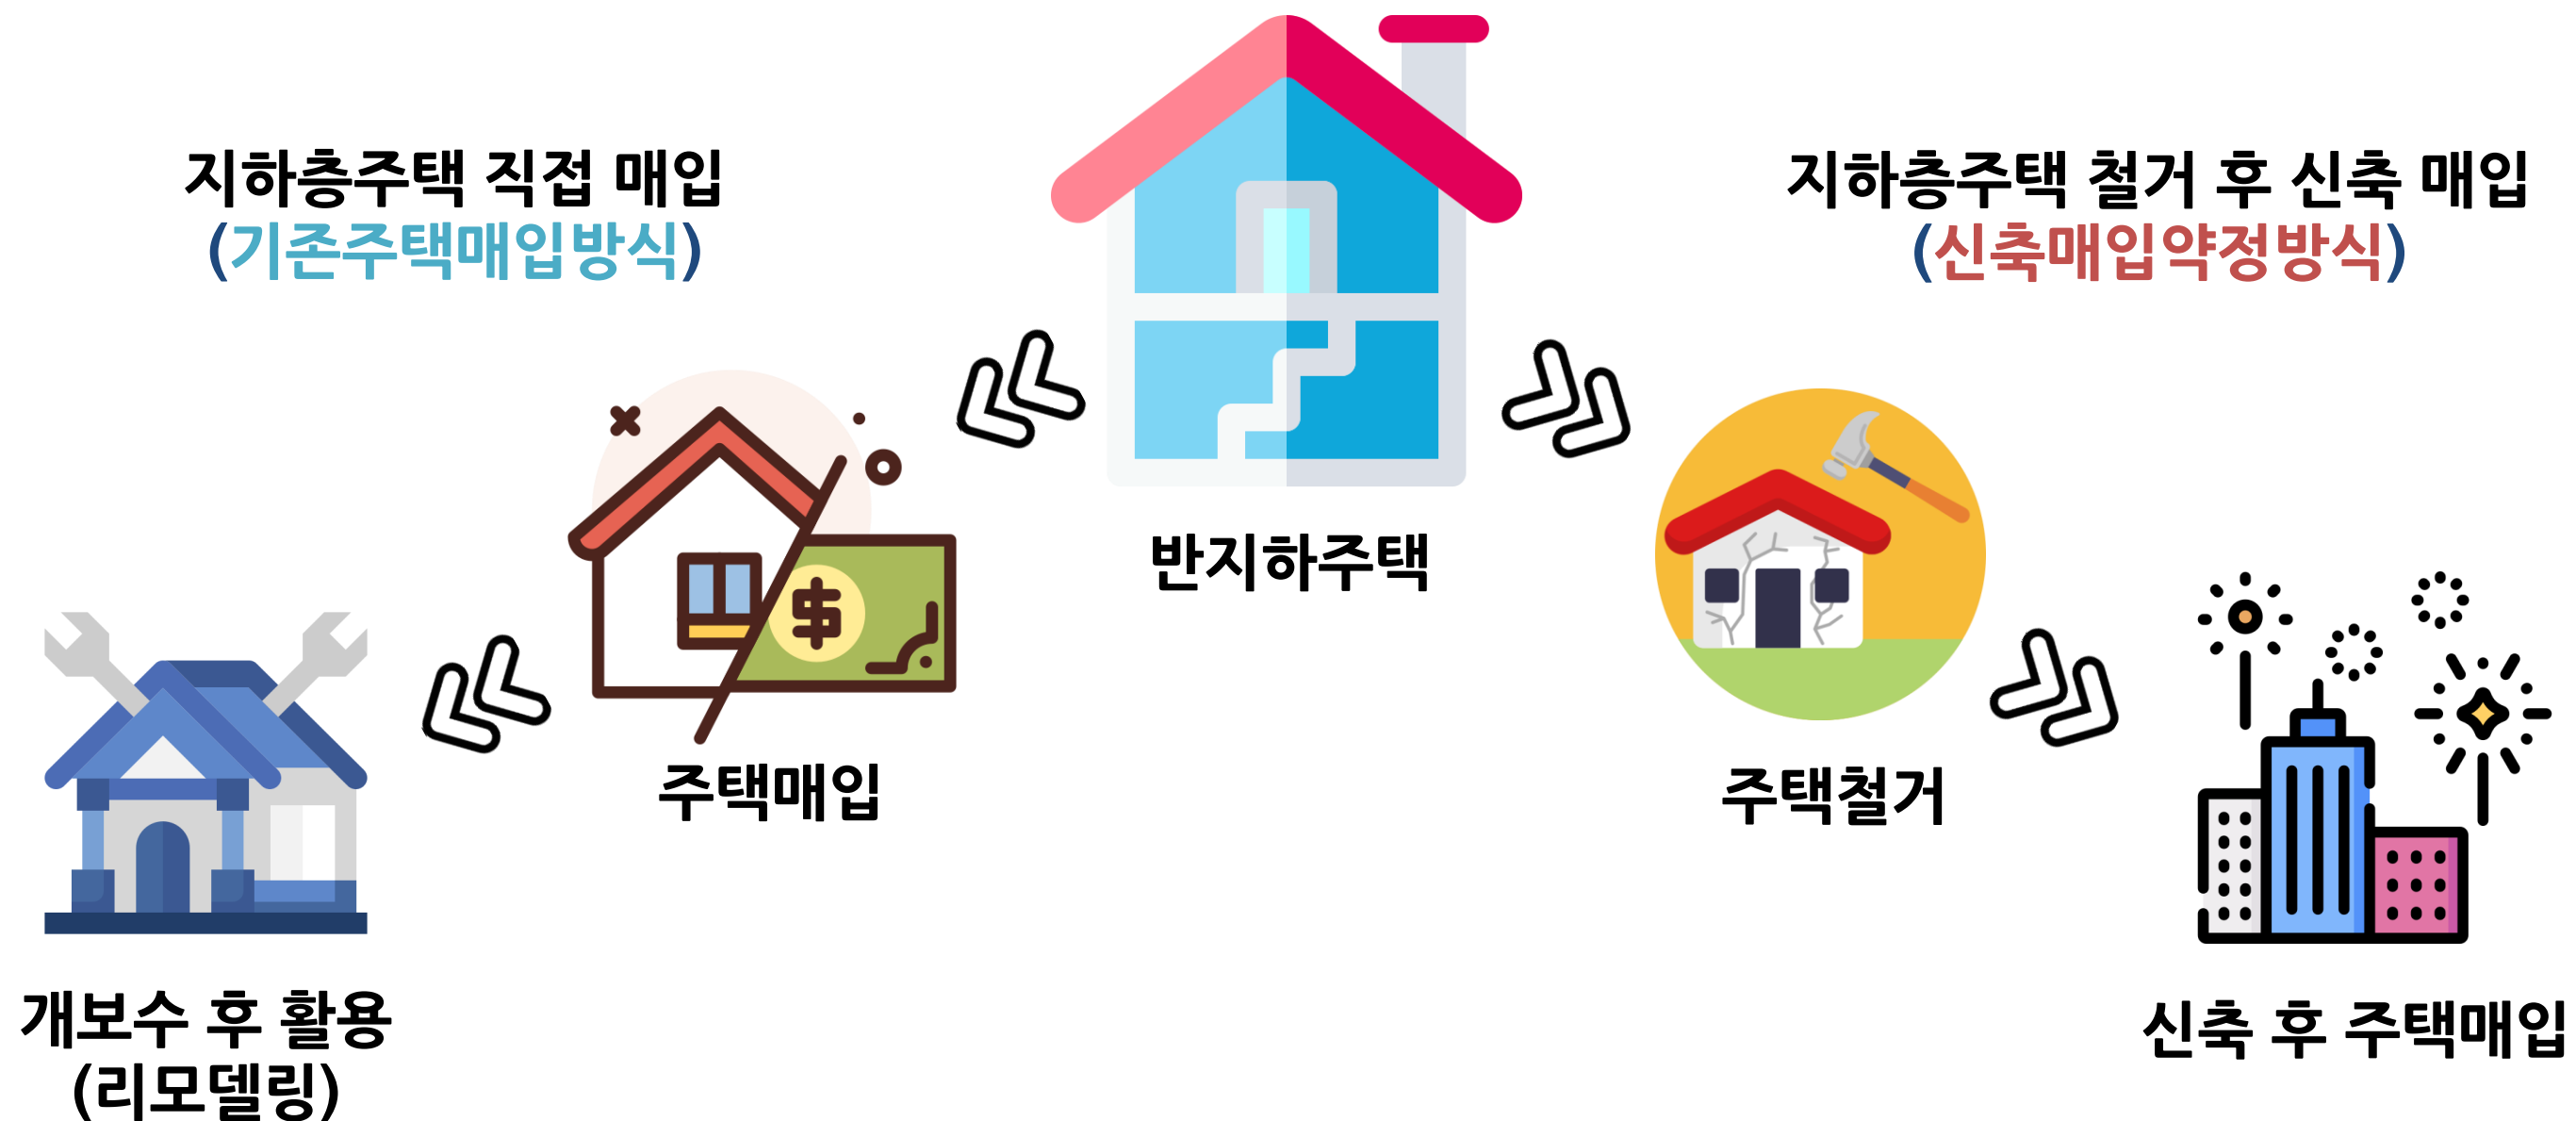 지하층주택 직접 매입
(기존주택매입방식)
지하층주택 철거 후 신축 매입
(신축매입약정방식)
반지하주택
주택매입
주택철거
개보수 후 활용
(리모델링)
신축 후 주택매입